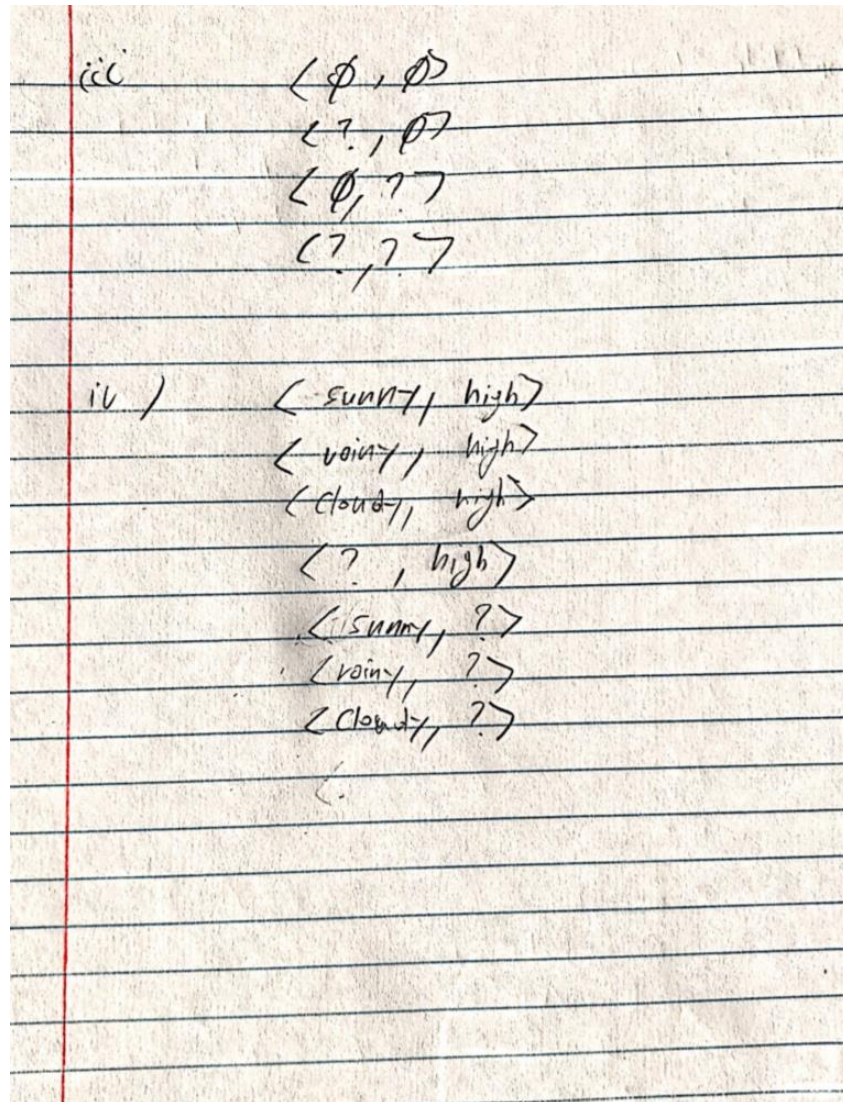 iii <ϕ, ϕ>
<?, ϕ>
<ϕ, ?>
<?, ?>
iv) <sunny, high>
<rainy, high>
<cloudy, high>
<?, high>
<sunny, ?>
<rainy, ?>
<cloudy, ?>
<.